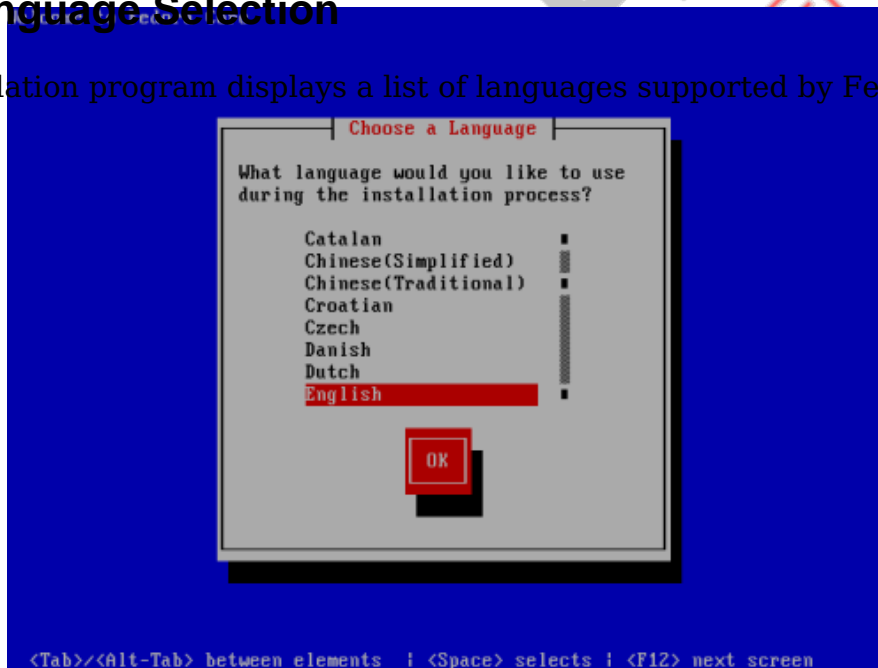 nguage Selection
lation program displays a list of languages supported by Fe
Choose a Language
What language would you like to use
during the installation process?
Catalan
Chinese(Simplified)
Chinese(Traditional)
Croatian
Czech
Danish
Dutch
English
OK
<Tab>/<Alt-Tab> between elements | <Space> selects | <F12> next screen